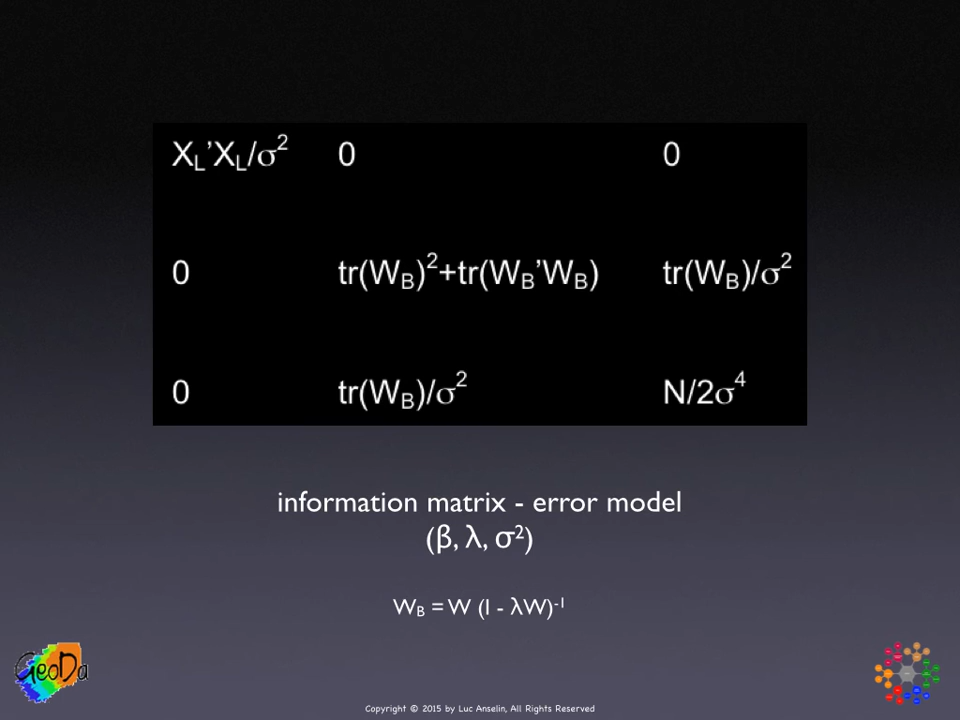 X_L'X_L/σ² 0 0
0 tr(W_B)²+tr(W_B'W_B) tr(W_B)/σ²
0 tr(W_B)/σ² N/2σ⁴
information matrix - error model
(β, λ, σ²)
W_B = W (I - λW)⁻¹
GeoDa
Copyright © 2015 by Luc Anselin, All Rights Reserved